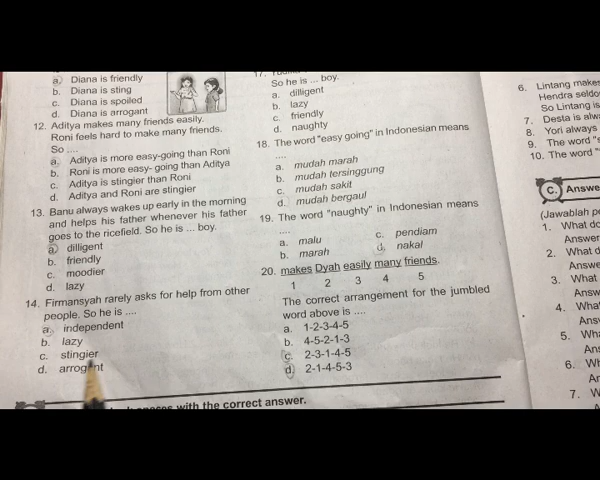 a. Diana is friendly
b. Diana is sting
c. Diana is spoiled
d. Diana is arrogant
12. Aditya makes many friends easily.
Roni feels hard to make many friends.
So ....
a. Aditya is more easy-going than Roni
b. Roni is more easy- going than Aditya
c. Aditya is stingier than Roni
d. Aditya and Roni are stingier
13. Banu always wakes up early in the morning
and helps his father whenever his father
goes to the ricefield. So he is ... boy.
a. dilligent
b. friendly
c. moodier
d. lazy
14. Firmansyah rarely asks for help from other
people. So he is ....
a. independent
b. lazy
c. stingier
d. arrogant
17.
So he is ... boy.
a. dilligent
b. lazy
c. friendly
d. naughty
18. The word "easy going" in Indonesian means
....
a. mudah marah
b. mudah tersinggung
c. mudah sakit
d. mudah bergaul
19. The word "naughty" in Indonesian means
....
a. malu c. pendiam
b. marah d. nakal
20. makes Dyah easily many friends.
1 2 3 4 5
The correct arrangement for the jumbled
word above is ....
a. 1-2-3-4-5
b. 4-5-2-1-3
c. 2-3-1-4-5
d. 2-1-4-5-3
with the correct answer.
6. Lintang makes
Hendra
So Lintang is
7. Desta is
8. Yori always
9. The word
10. The word
C. Answe
(Jawablah
1. What
Answer
2. What
Answe
3. What
Answ
4.
5.
6.
7.